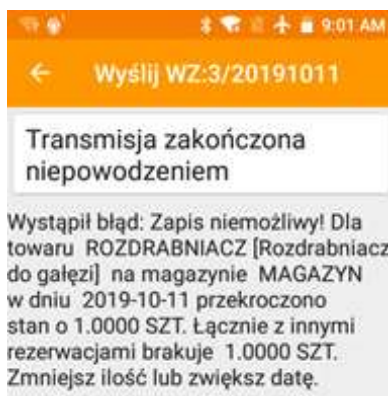 9:01 AM
Wyślij WZ:3/20191011
Transmisja zakończona
niepowodzeniem
Wystąpił błąd: Zapis niemożliwy! Dla
towaru ROZDRABNIACZ [Rozdrabniacz
do gałęzi] na magazynie MAGAZYN
w dniu 2019-10-11 przekroczono
stan o 1.0000 SZT. Łącznie z innymi
rezerwacjami brakuje 1.0000 SZT.
Zmniejsz ilość lub zwiększ datę.